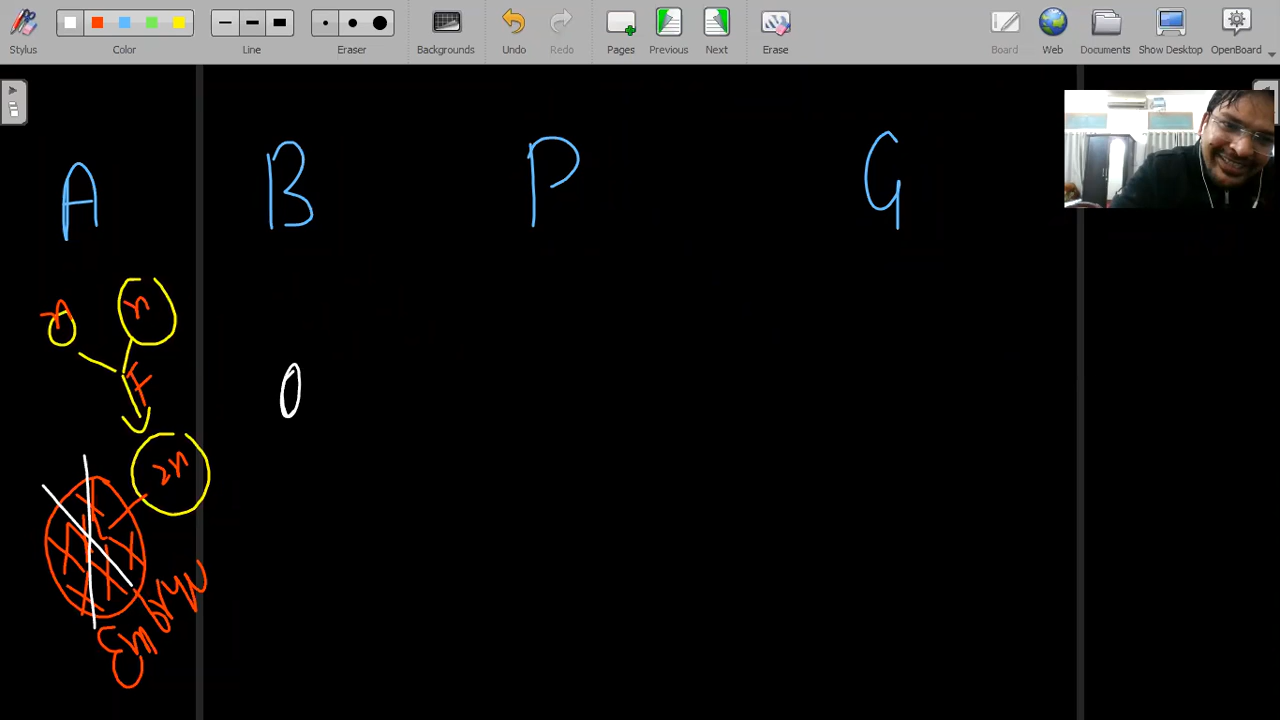 Stylus Color Line Eraser Backgrounds Undo Redo Pages Previous Next Erase Board Web Documents Show Desktop OpenBoard
A B P G
n n
F
0
2n
Embryo